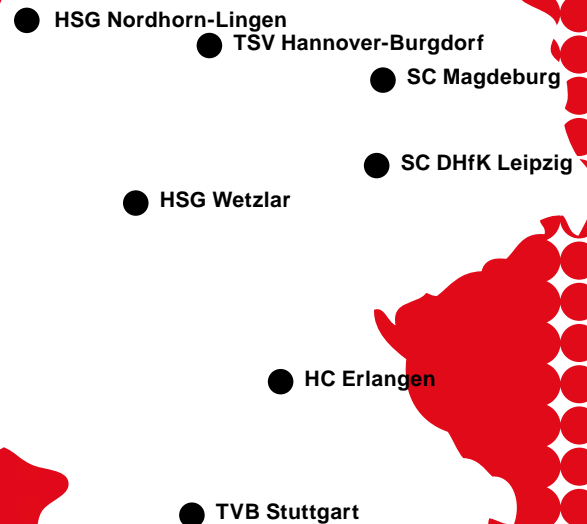 HSG Nordhorn-Lingen
TSV Hannover-Burgdorf
SC Magdeburg
SC DHfK Leipzig
HSG Wetzlar
HC Erlangen
TVB Stuttgart